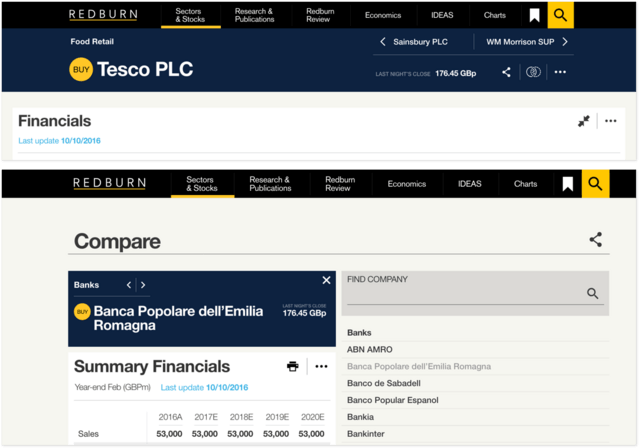 REDBURN
Sectors & Stocks
Research & Publications
Redburn Review
Economics
IDEAS
Charts
Food Retail
Sainsbury PLC
WM Morrison SUP
BUY
Tesco PLC
LAST NIGHT'S CLOSE 176.45 GBp
Financials
Last update 10/10/2016
REDBURN
Sectors & Stocks
Research & Publications
Redburn Review
Economics
IDEAS
Charts
Compare
Banks
BUY
Banca Popolare dell'Emilia
Romagna
LAST NIGHT'S CLOSE
176.45 GBp
Summary Financials
Year-end Feb (GBPm) Last update 10/10/2016
2016A 2017E 2018E 2019E 2020E
Sales 53,000 53,000 53,000 53,000 53,000
FIND COMPANY
Banks
ABN AMRO
Banca Popolare dell'Emilia Romagna
Banco de Sabadell
Banco Popular Espanol
Bankia
Bankinter